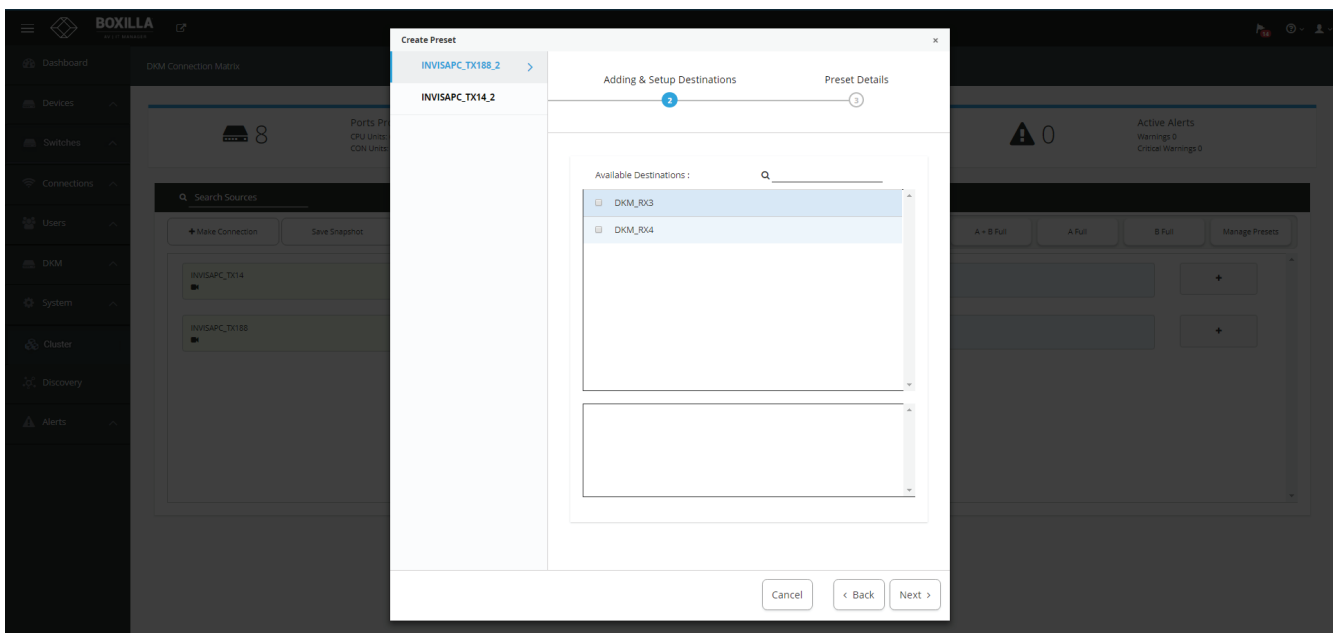 BOXILLA
Dashboard
Devices
Switches
Connections
Users
DKM
System
Cluster
Discovery
Alerts
DKM Connection Matrix
8
Ports Pr
CPU Units:
CON Units:
0
Active Alerts
Warnings 0
Critical Warnings 0
Search Sources
+ Make Connection
Save Snapshot
A + B Full
A Full
B Full
Manage Presets
INVISAPC_TX14
+
INVISAPC_TX188
+
Create Preset
×
INVISAPC_TX188_2
INVISAPC_TX14_2
Adding & Setup Destinations
Preset Details
2
3
Available Destinations :
DKM_RX3
DKM_RX4
Cancel
< Back
Next >